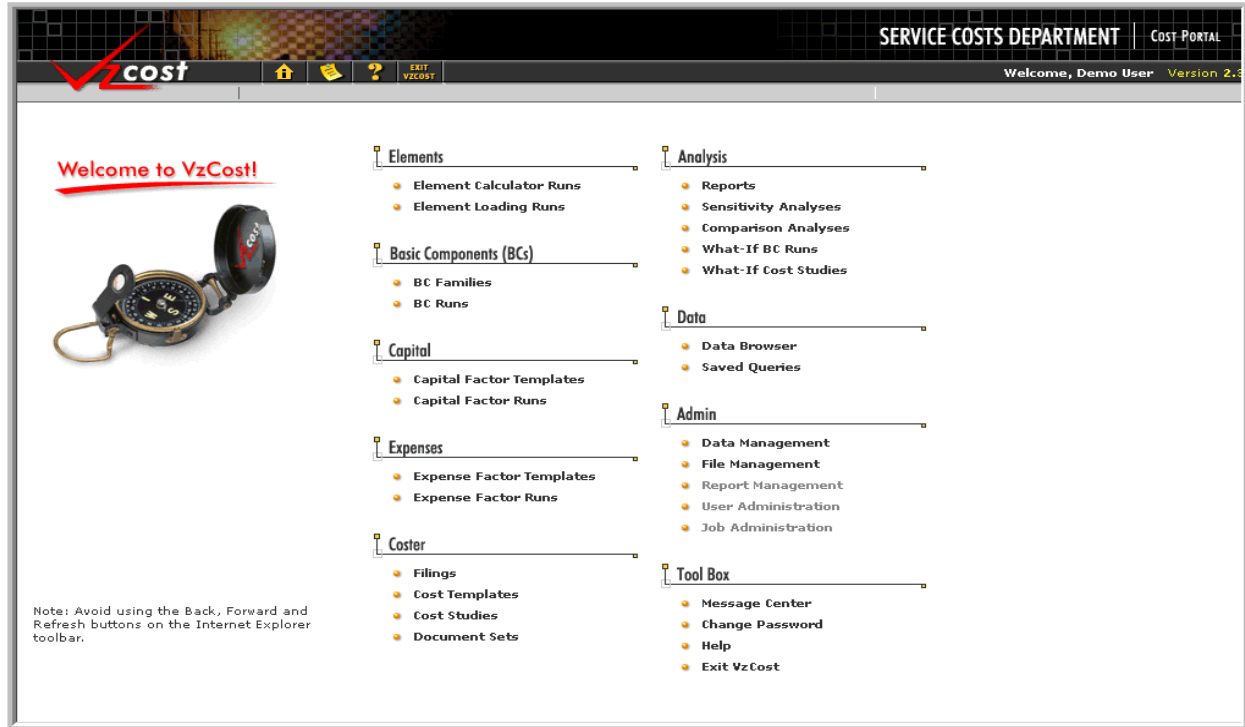 SERVICE COSTS DEPARTMENT
COST PORTAL
Vzcost
?
EXIT
VZCOST
Welcome, Demo User Version 2.3
Welcome to VzCost!
Elements
Element Calculator Runs
Element Loading Runs
Basic Components (BCs)
BC Families
BC Runs
Capital
Capital Factor Templates
Capital Factor Runs
Expenses
Expense Factor Templates
Expense Factor Runs
Coster
Filings
Cost Templates
Cost Studies
Document Sets
Analysis
Reports
Sensitivity Analyses
Comparison Analyses
What-If BC Runs
What-If Cost Studies
Data
Data Browser
Saved Queries
Admin
Data Management
File Management
Report Management
User Administration
Job Administration
Tool Box
Message Center
Change Password
Help
Exit VzCost
Note: Avoid using the Back, Forward and
Refresh buttons on the Internet Explorer
toolbar.